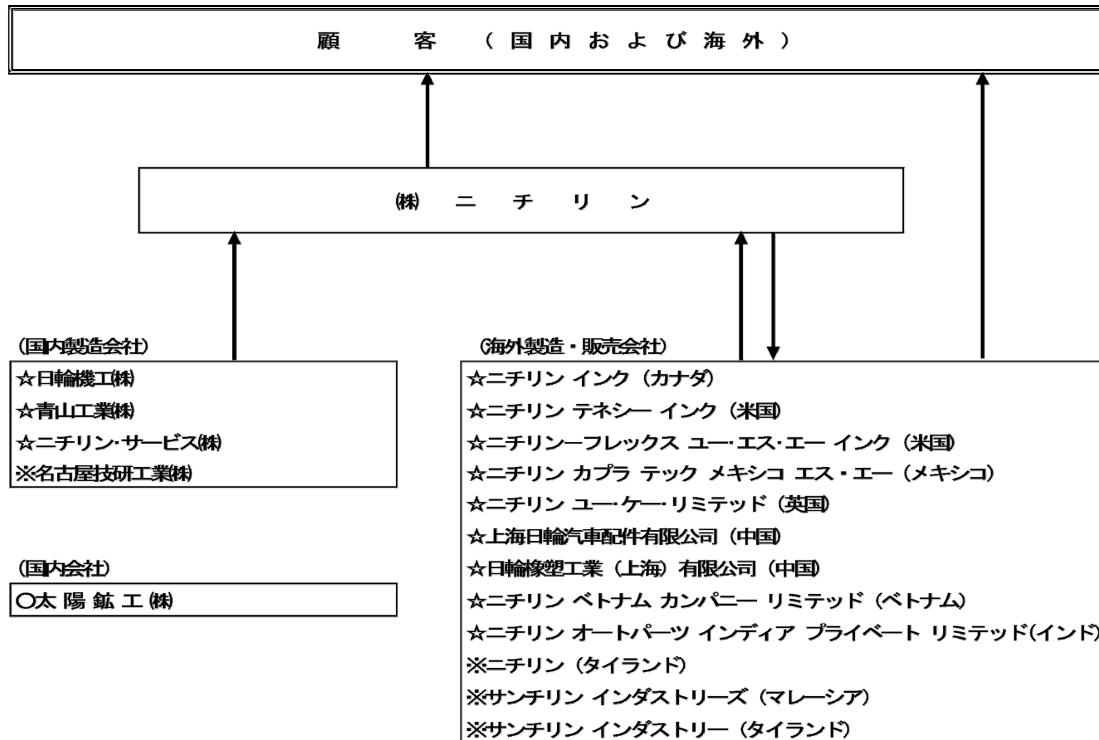 顧客(国内および海外)
㈱ニチリン
(国内製造会社)
☆日輪機工㈱
☆青山工業㈱
☆ニチリン・サービス㈱
※名古屋技研工業㈱
(国内会社)
○太陽鉱工㈱
(海外製造・販売会社)
☆ニチリン インク(カナダ)
☆ニチリン テネシー インク(米国)
☆ニチリン-フレックス ユー・エス・エー インク(米国)
☆ニチリン カプラ テック メキシコ エス・エー(メキシコ)
☆ニチリン ユー・ケー・リミテッド(英国)
☆上海日輪汽車配件有限公司(中国)
☆日輪橡塑工業(上海)有限公司(中国)
☆ニチリン ベトナム カンパニー リミテッド(ベトナム)
☆ニチリン オートパーツ インディア プライベート リミテッド(インド)
※ニチリン(タイランド)
※サンチリン インダストリーズ(マレーシア)
※サンチリン インダストリー(タイランド)